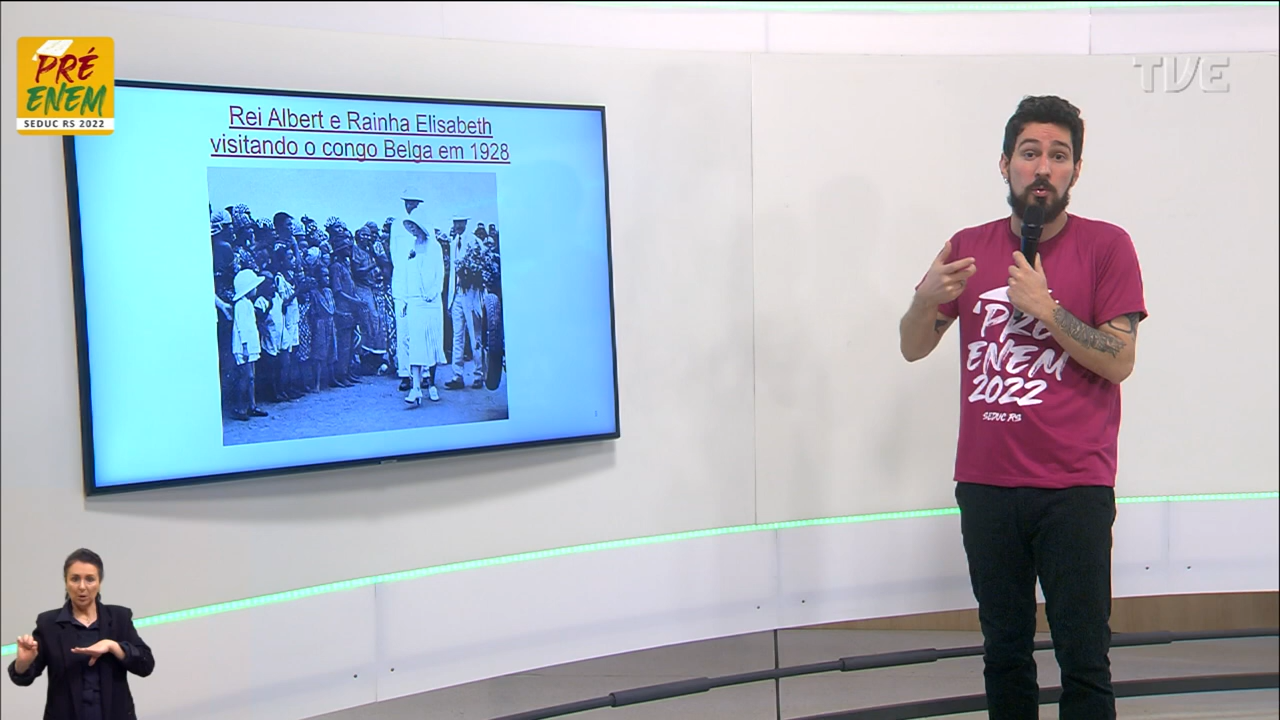 PRÉ
ENEM
SEDUC RS 2022
TVE
Rei Albert e Rainha Elisabeth
visitando o congo Belga em 1928
PRÉ
ENEM
2022
SEDUC RS